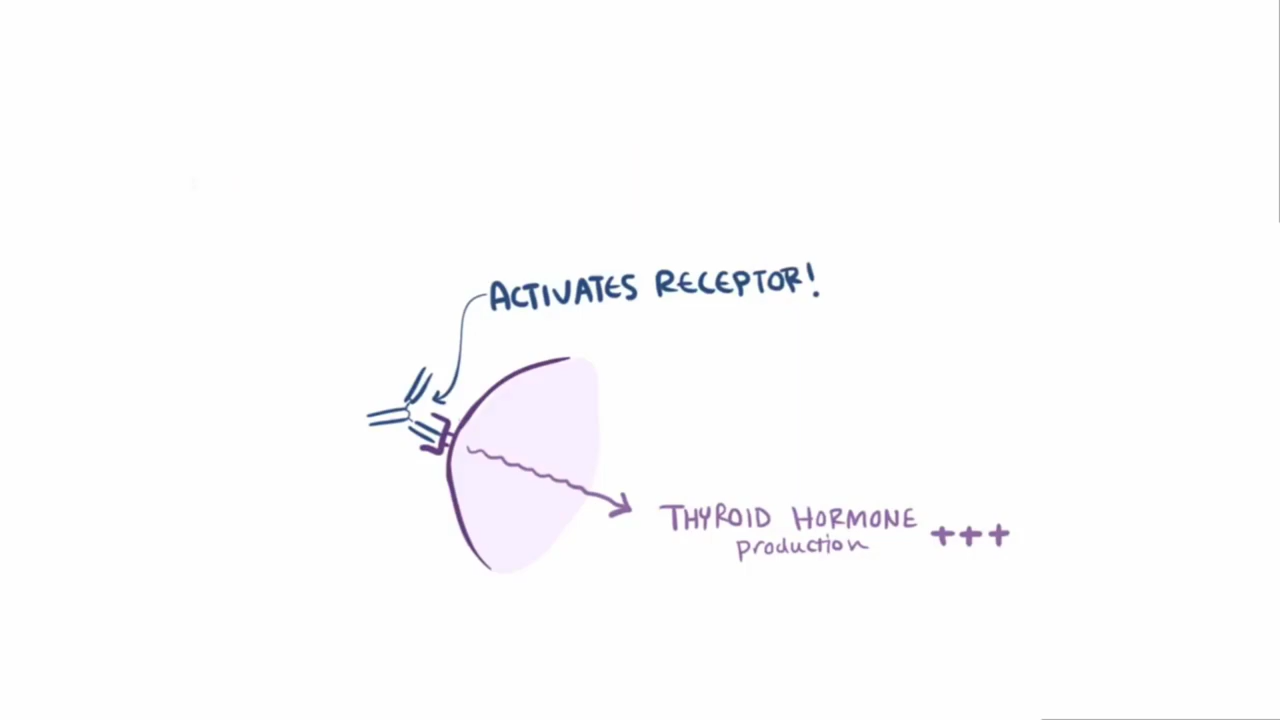 ACTIVATES RECEPTOR!
THYROID HORMONE
production +++